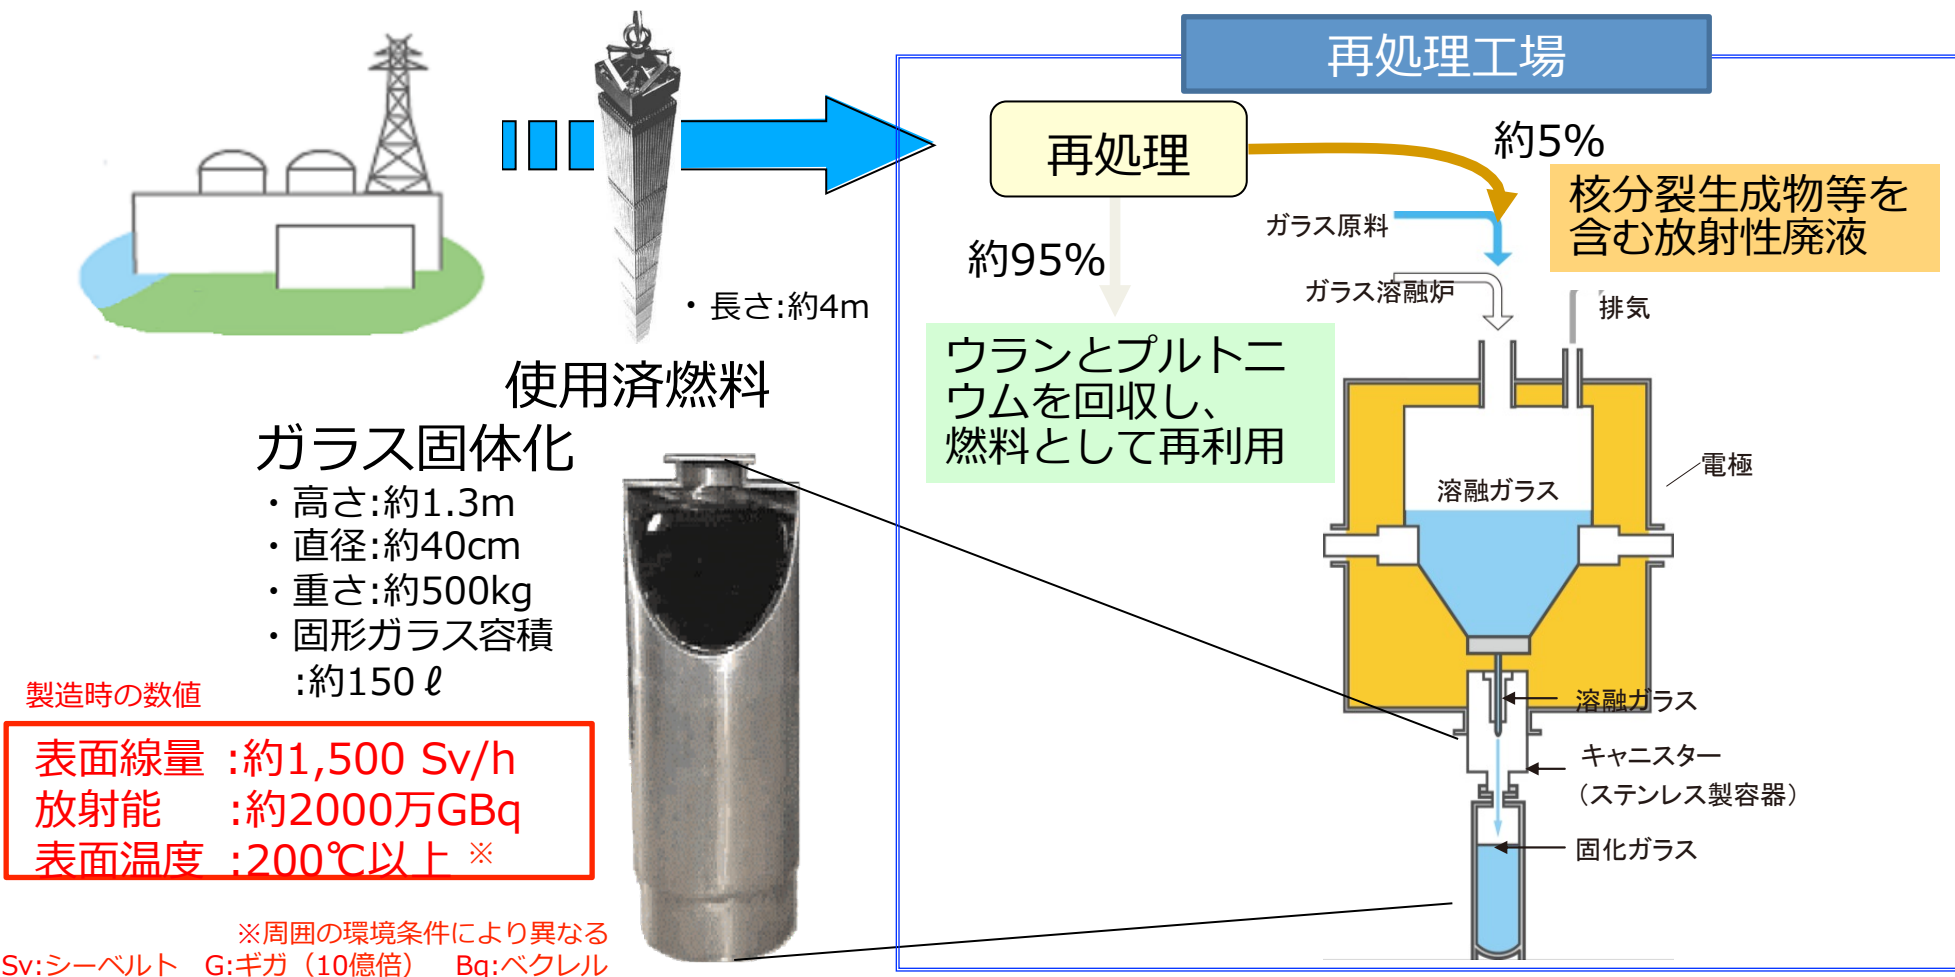 再処理工場
再処理
約5%
核分裂生成物等を
含む放射性廃液
ガラス原料
約95%
ガラス溶融炉
排気
・長さ:約4m
使用済燃料
ウランとプルトニ
ウムを回収し、
燃料として再利用
ガラス固体化
・高さ:約1.3m
・直径:約40cm
・重さ:約500kg
・固形ガラス容積
:約150ℓ
電極
溶融ガラス
製造時の数値
表面線量 :約1,500 Sv/h
放射能 :約2000万GBq
表面温度 :200℃以上 ※
溶融ガラス
キャニスター
（ステンレス製容器）
固化ガラス
※周囲の環境条件により異なる
Sv:シーベルト G:ギガ（10億倍） Bq:ベクレル